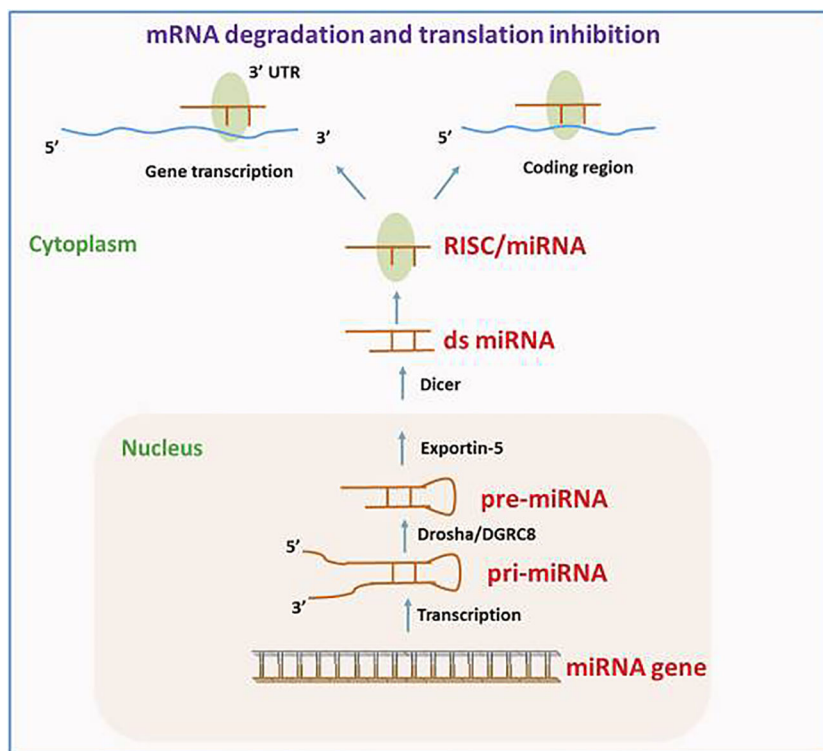 mRNA degradation and translation inhibition
3’ UTR
5’
3’
5’
Gene transcription
Coding region
Cytoplasm
RISC/miRNA
ds miRNA
Dicer
Nucleus
Exportin-5
pre-miRNA
Drosha/DGRC8
5’
pri-miRNA
3’
Transcription
miRNA gene